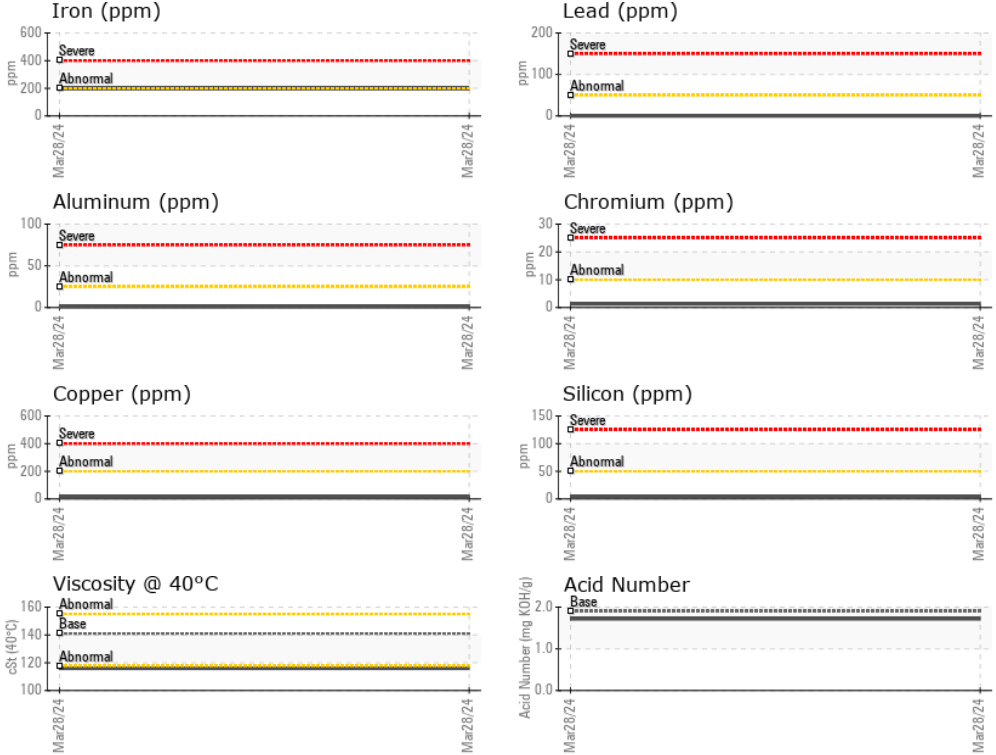 Iron (ppm)
600
400
200
0
ppm
Severe
Abnormal
Mar28/24
Mar28/24
Lead (ppm)
200
100
0
ppm
Severe
Abnormal
Mar28/24
Mar28/24
Aluminum (ppm)
100
50
0
ppm
Severe
Abnormal
Mar28/24
Mar28/24
Chromium (ppm)
30
20
10
0
ppm
Severe
Abnormal
Mar28/24
Mar28/24
Copper (ppm)
600
400
200
0
ppm
Severe
Abnormal
Mar28/24
Mar28/24
Silicon (ppm)
150
100
50
0
ppm
Severe
Abnormal
Mar28/24
Mar28/24
Viscosity @ 40°C
160
140
120
100
cSt (40°C)
Abnormal
Base
Abnormal
Mar28/24
Mar28/24
Acid Number
2.0
1.0
0.0
Acid Number (mg KOH/g)
Base
Mar28/24
Mar28/24